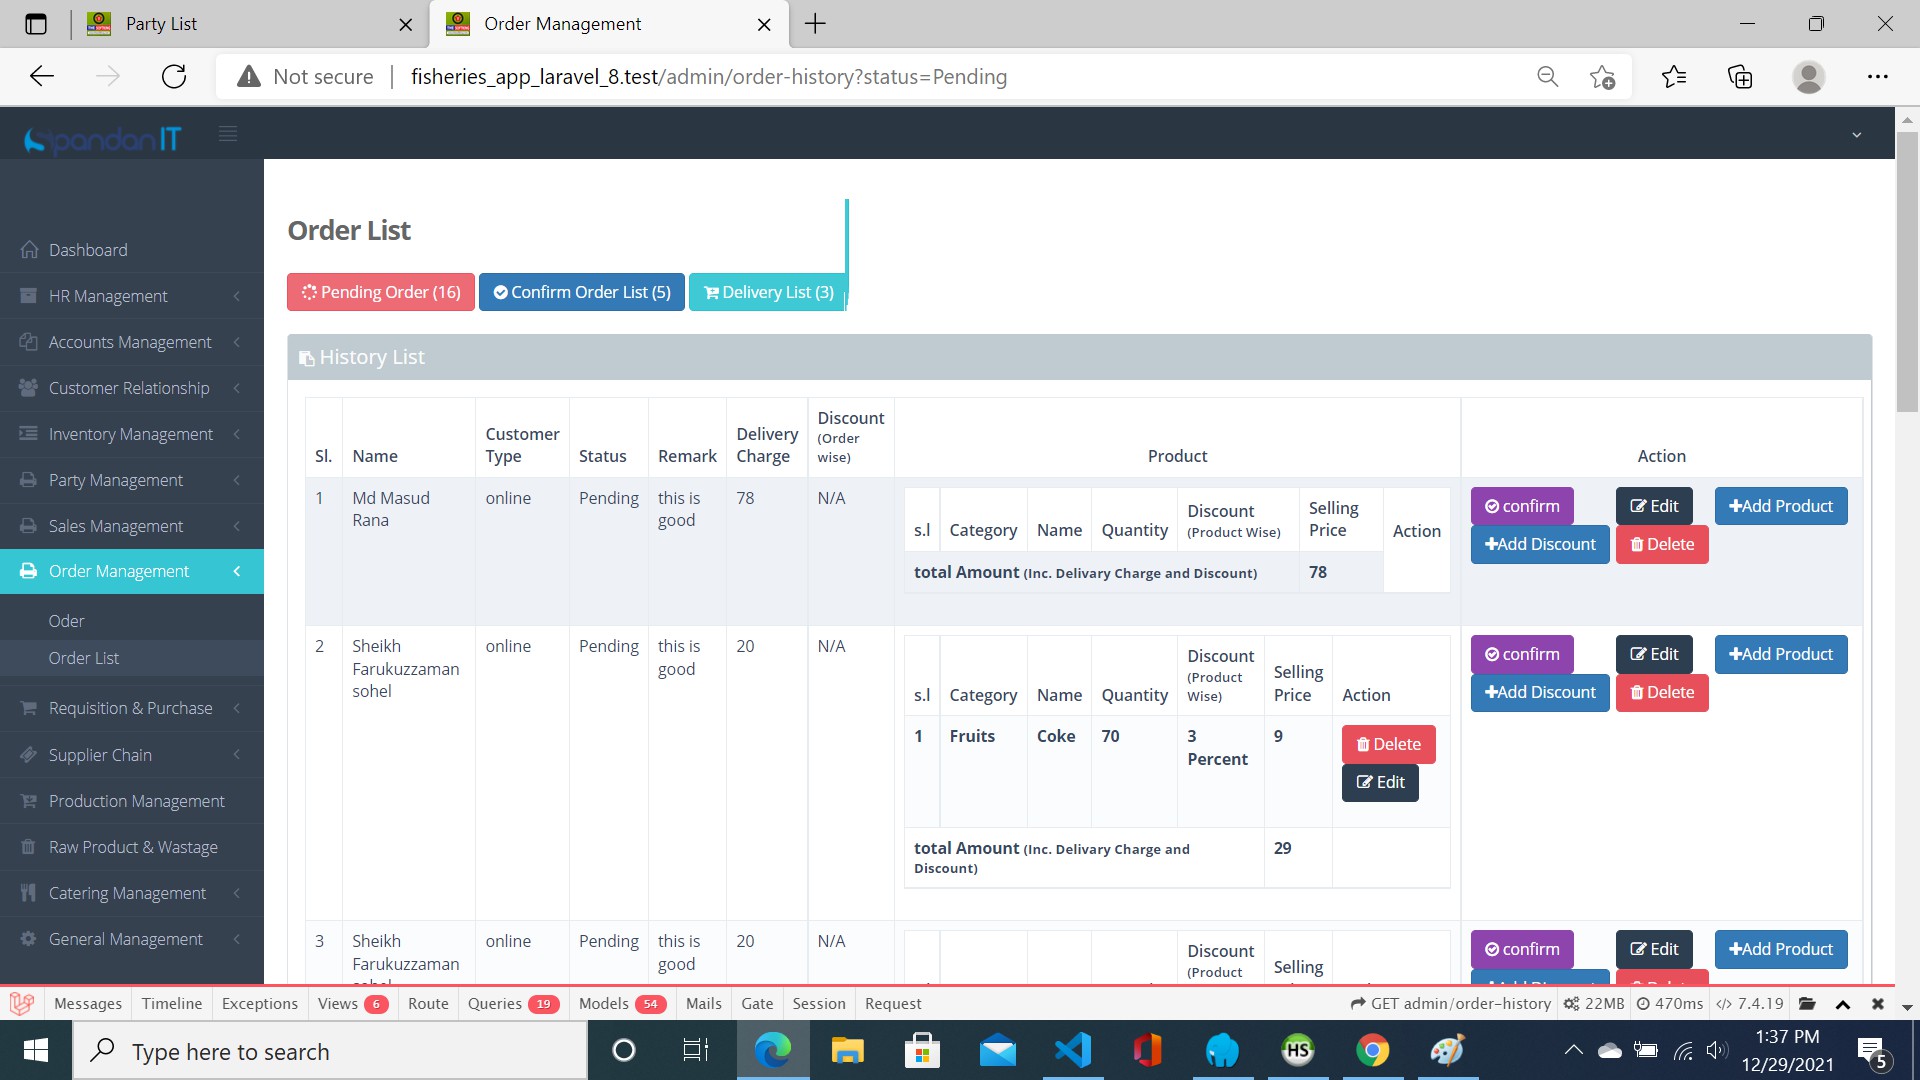 Party List
Order Management
Not secure
fisheries_app_laravel_8.test/admin/order-history?status=Pending
Spandan IT
Dashboard
HR Management
Accounts Management
Customer Relationship
Inventory Management
Party Management
Sales Management
Order Management
Oder
Order List
Requisition & Purchase
Supplier Chain
Production Management
Raw Product & Wastage
Catering Management
General Management
Order List
Pending Order (16) Confirm Order List (5) Delivery List (3)
History List
Sl. Name Customer Type Status Remark Delivery Charge Discount (Order wise) Product Action
1 Md Masud Rana online Pending this is good 78 N/A
s.l Category Name Quantity Discount (Product Wise) Selling Price Action
total Amount (Inc. Delivary Charge and Discount) 78
confirm Edit +Add Product
+Add Discount Delete
2 Sheikh Farukuzzaman sohel online Pending this is good 20 N/A
s.l Category Name Quantity Discount (Product Wise) Selling Price Action
1 Fruits Coke 70 3 Percent 9 Delete
Edit
total Amount (Inc. Delivary Charge and Discount) 29
confirm Edit +Add Product
+Add Discount Delete
3 Sheikh Farukuzzaman online Pending this is good 20 N/A
Discount (Product Selling
confirm Edit +Add Product
Messages Timeline Exceptions Views 6 Route Queries 19 Models 54 Mails Gate Session Request GET admin/order-history 22MB 470ms 7.4.19
Type here to search
HS
1:37 PM
12/29/2021
5